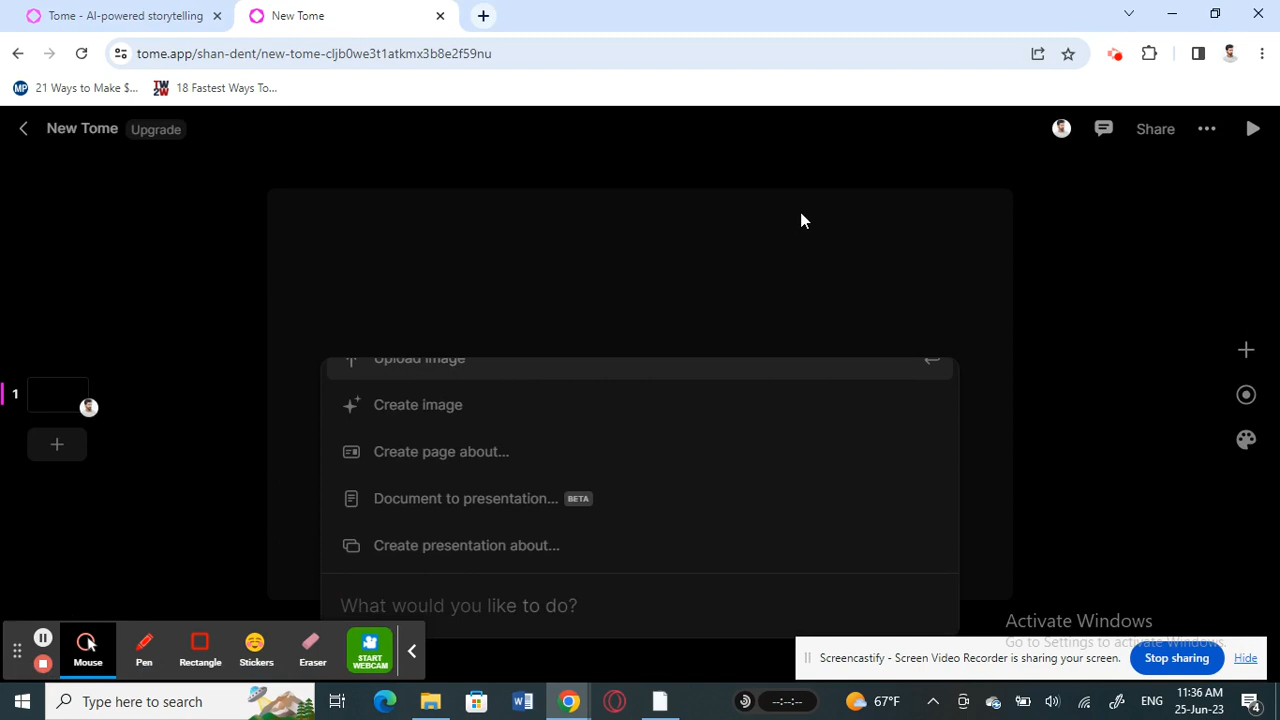 Tome - AI-powered storytelling
New Tome
tome.app/shan-dent/new-tome-cljb0we3t1atkmx3b8e2f59nu
MP 21 Ways to Make $...
TW 2W 18 Fastest Ways To...
New Tome Upgrade
Share
Upload image
Create image
Create page about...
1
Document to presentation... BETA
Create presentation about...
What would you like to do?
Activate Windows
Go to Settings to activate Windows.
Mouse
Pen
Rectangle
Stickers
Eraser
START WEBCAM
Screencastify - Screen Video Recorder is sharing your screen.
Stop sharing
Hide
Type here to search
--:--:--
67°F
ENG
11:36 AM
25-Jun-23
4